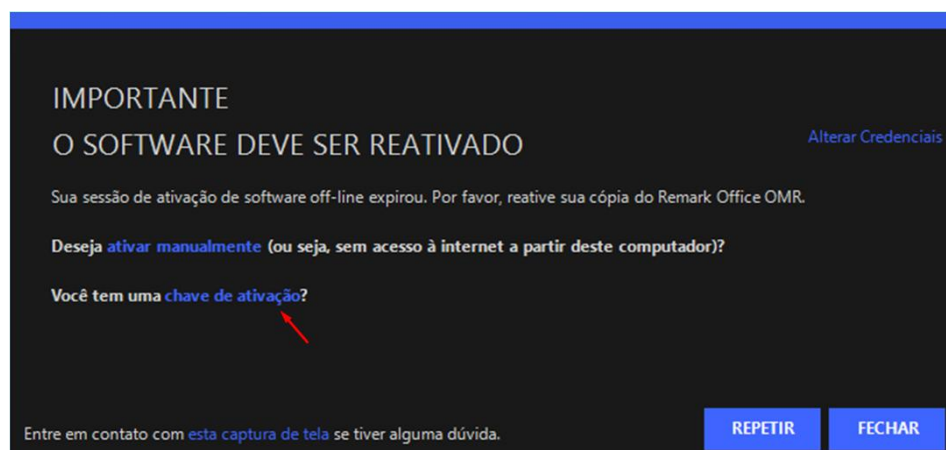 IMPORTANTE
O SOFTWARE DEVE SER REATIVADO
Alterar Credenciais
Sua sessão de ativação de software off-line expirou. Por favor, reative sua cópia do Remark Office OMR.
Deseja ativar manualmente (ou seja, sem acesso à internet a partir deste computador)?
Você tem uma chave de ativação?
Entre em contato com esta captura de tela se tiver alguma dúvida.
REPETIR
FECHAR